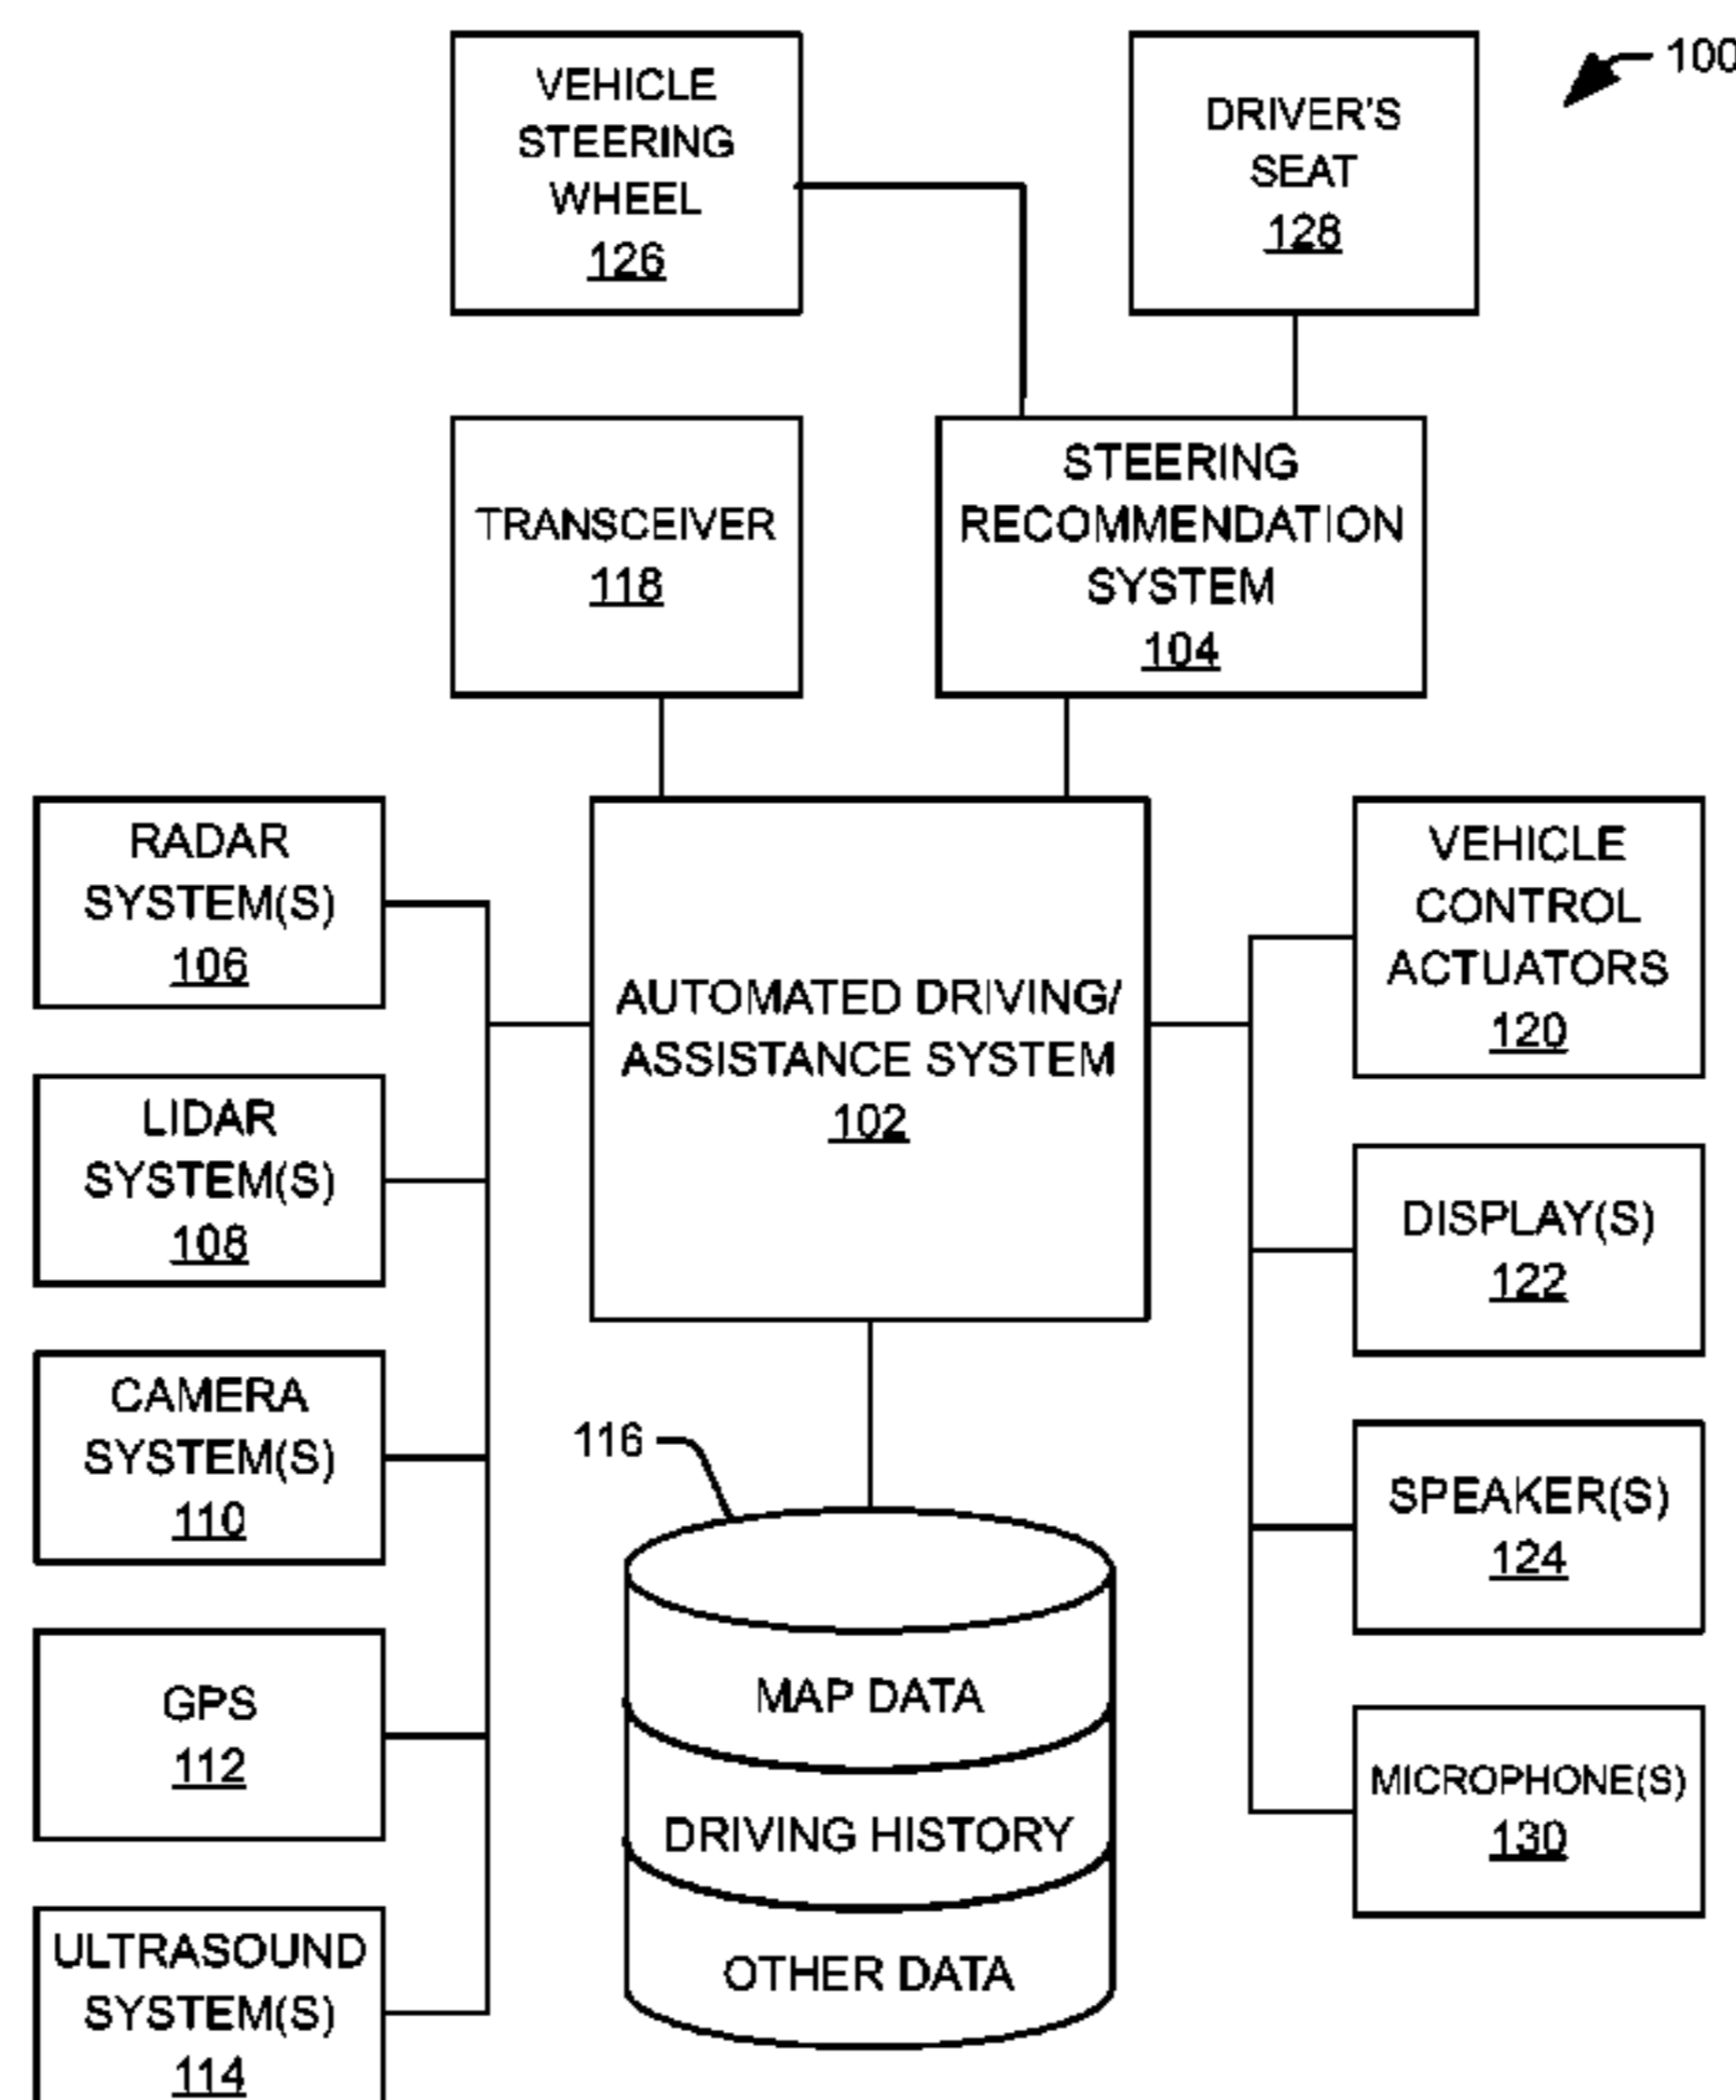 VEHICLE
STEERING
WHEEL
126
DRIVER'S
SEAT
128
100
TRANSCEIVER
118
STEERING
RECOMMENDATION
SYSTEM
104
RADAR
SYSTEM(S)
106
LIDAR
SYSTEM(S)
108
CAMERA
SYSTEM(S)
110
GPS
112
ULTRASOUND
SYSTEM(S)
114
AUTOMATED DRIVING/
ASSISTANCE SYSTEM
102
116
MAP DATA
DRIVING HISTORY
OTHER DATA
VEHICLE
CONTROL
ACTUATORS
120
DISPLAY(S)
122
SPEAKER(S)
124
MICROPHONE(S)
130